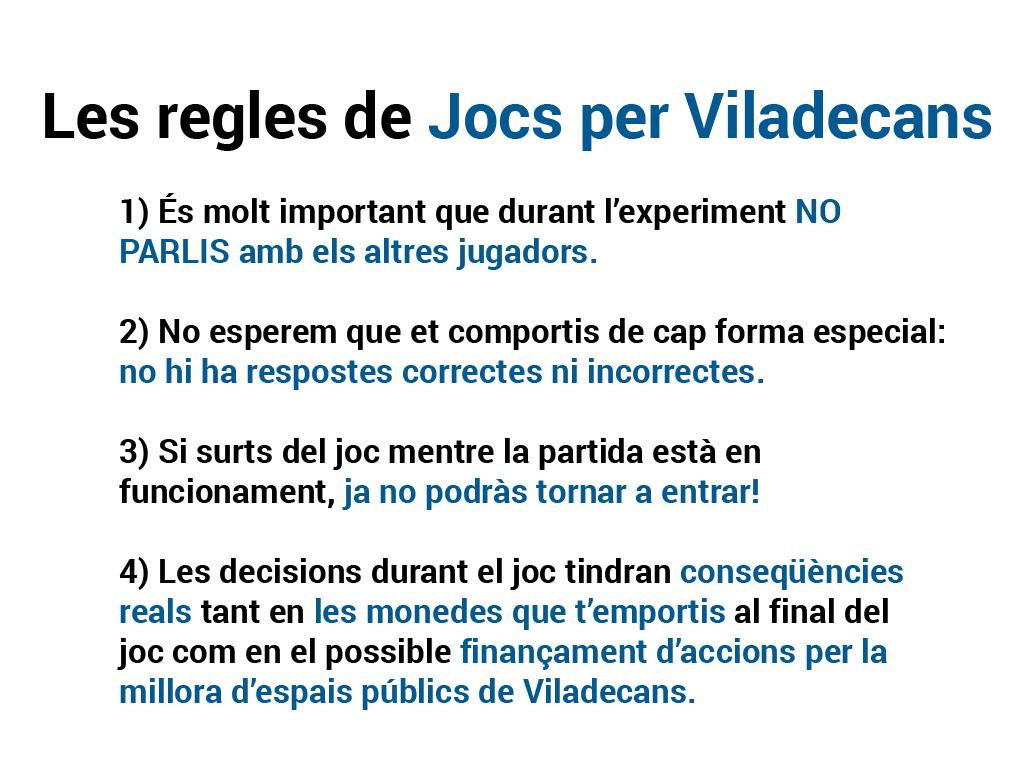 Les regles de Jocs per Viladecans
1) És molt important que durant l’experiment NO
PARLIS amb els altres jugadors.
2) No esperem que et comportis de cap forma especial:
no hi ha respostes correctes ni incorrectes.
3) Si surts del joc mentre la partida està en
funcionament, ja no podràs tornar a entrar!
4) Les decisions durant el joc tindran conseqüències
reals tant en les monedes que t’emportis al final del
joc com en el possible finançament d’accions per la
millora d’espais públics de Viladecans.